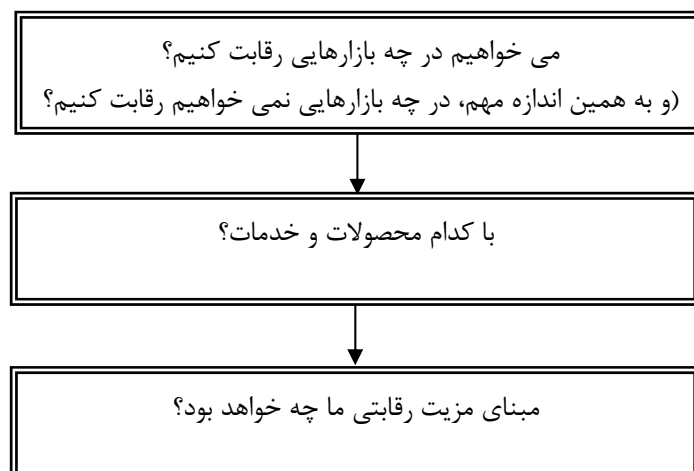 می خواهیم در چه بازارهایی رقابت کنیم؟
(و به همین اندازه مهم، در چه بازارهایی نمی خواهیم رقابت کنیم؟
با کدام محصولات و خدمات؟
مبنای مزیت رقابتی ما چه خواهد بود؟